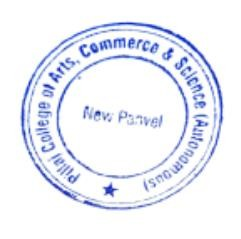 Pillai College of Arts, Commerce & Science (Autonomous)
New Panvel